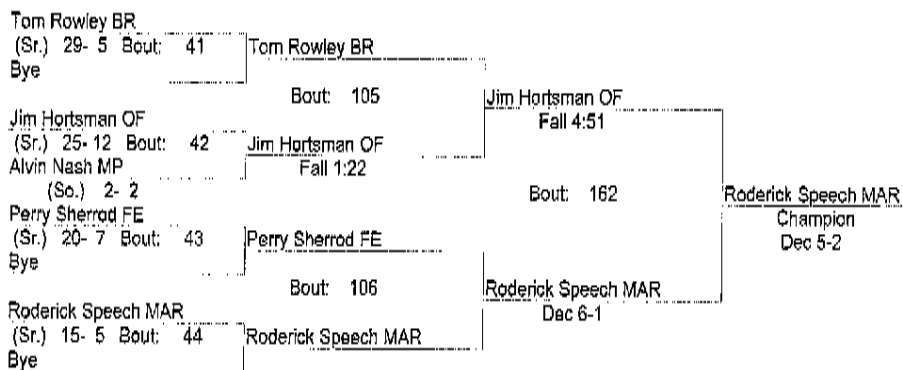 Tom Rowley BR
(Sr.) 29- 5 Bout: 41
Bye
Tom Rowley BR
Bout: 105
Jim Hortsman OF
(Sr.) 25- 12 Bout: 42
Alvin Nash MP
(So.) 2- 2
Jim Hortsman OF
Fall 1:22
Jim Hortsman OF
Fall 4:51
Perry Sherrod FE
(Sr.) 20- 7 Bout: 43
Bye
Perry Sherrod FE
Bout: 106
Roderick Speech MAR
(Sr.) 15- 5 Bout: 44
Bye
Roderick Speech MAR
Roderick Speech MAR
Dec 6-1
Bout: 162
Roderick Speech MAR
Champion
Dec 5-2